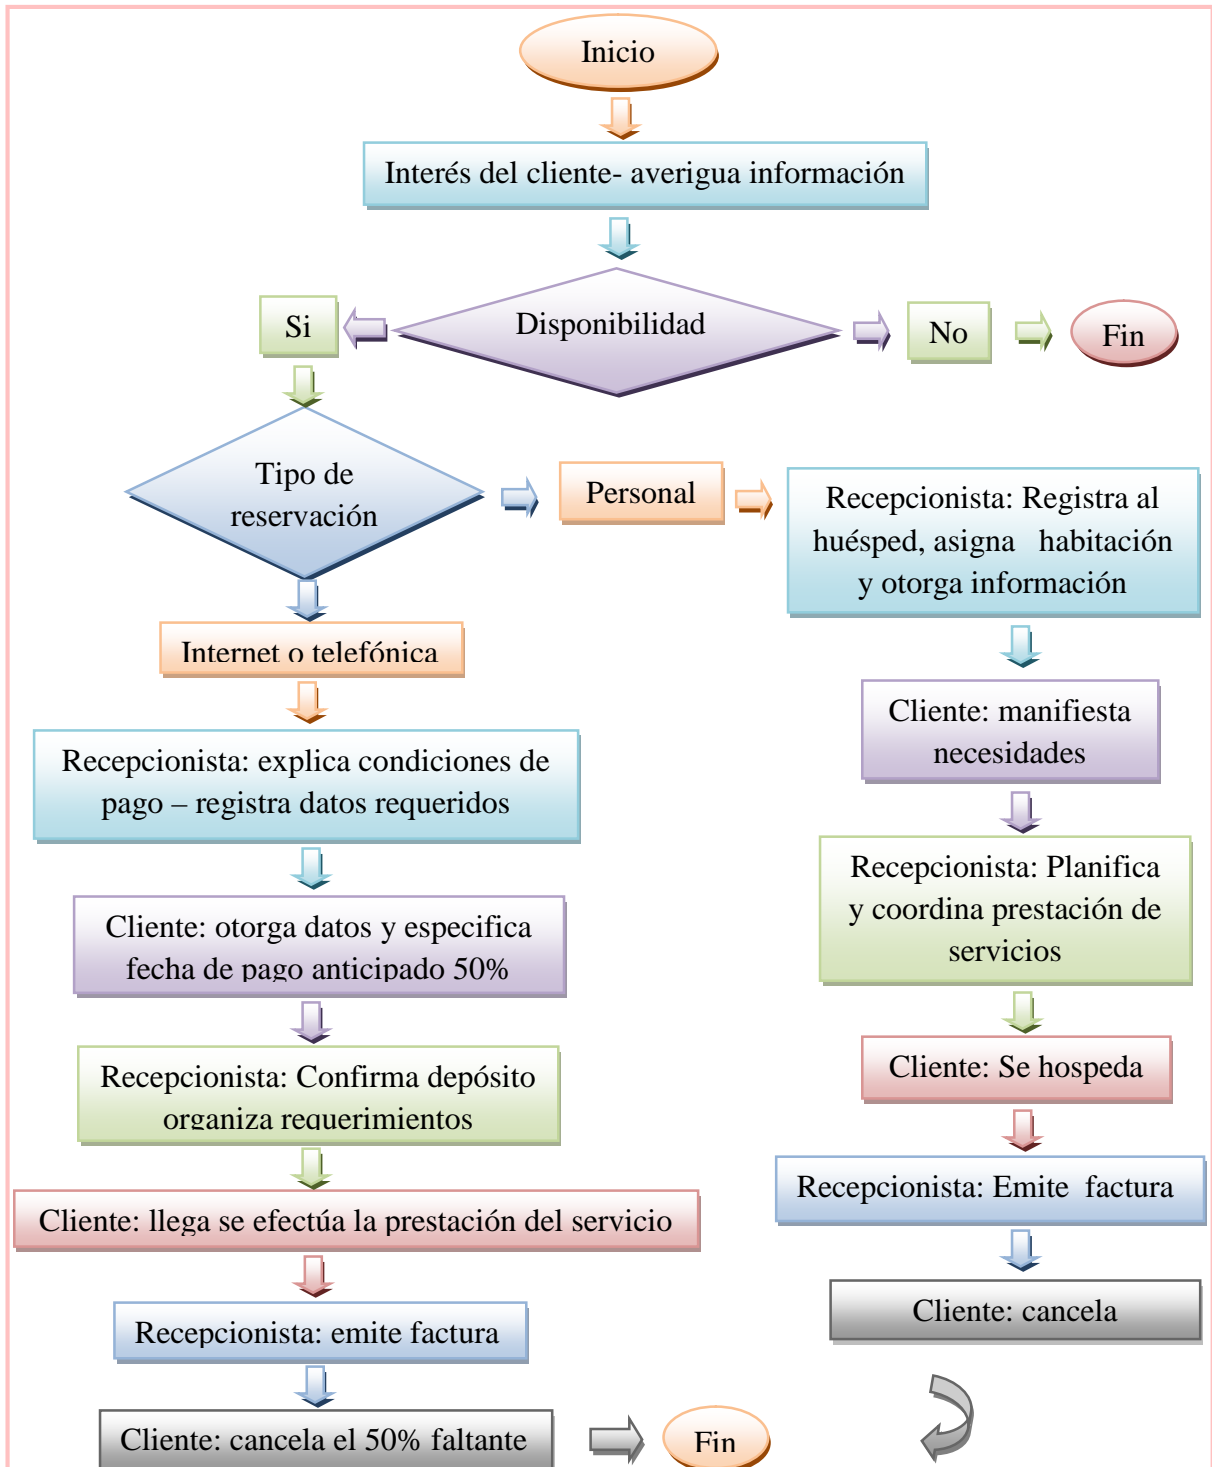 Inicio
Interés del cliente- averigua información
Disponibilidad
Si
No
Fin
Tipo de
reservación
Personal
Recepcionista: Registra al
huésped, asigna habitación
y otorga información
Internet o telefónica
Cliente: manifiesta
necesidades
Recepcionista: explica condiciones de
pago – registra datos requeridos
Recepcionista: Planifica
y coordina prestación de
servicios
Cliente: otorga datos y especifica
fecha de pago anticipado 50%
Cliente: Se hospeda
Recepcionista: Confirma depósito
organiza requerimientos
Recepcionista: Emite factura
Cliente: llega se efectúa la prestación del servicio
Cliente: cancela
Recepcionista: emite factura
Cliente: cancela el 50% faltante
Fin